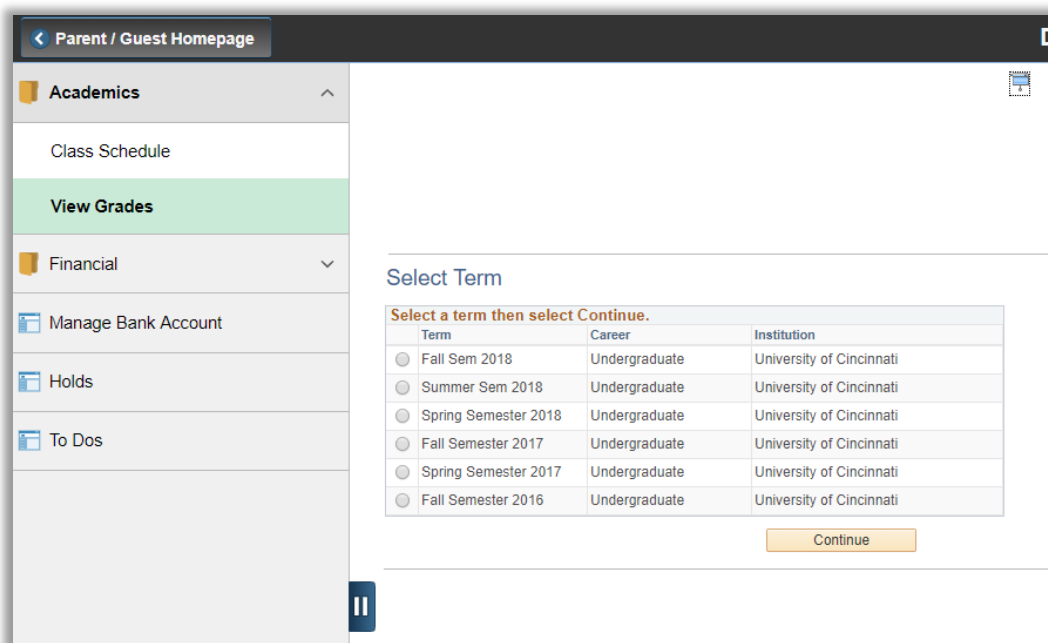 Parent / Guest Homepage
Academics
Class Schedule
View Grades
Financial
Manage Bank Account
Holds
To Dos
Select Term
Select a term then select Continue.
Term Career Institution
Fall Sem 2018 Undergraduate University of Cincinnati
Summer Sem 2018 Undergraduate University of Cincinnati
Spring Semester 2018 Undergraduate University of Cincinnati
Fall Semester 2017 Undergraduate University of Cincinnati
Spring Semester 2017 Undergraduate University of Cincinnati
Fall Semester 2016 Undergraduate University of Cincinnati
Continue